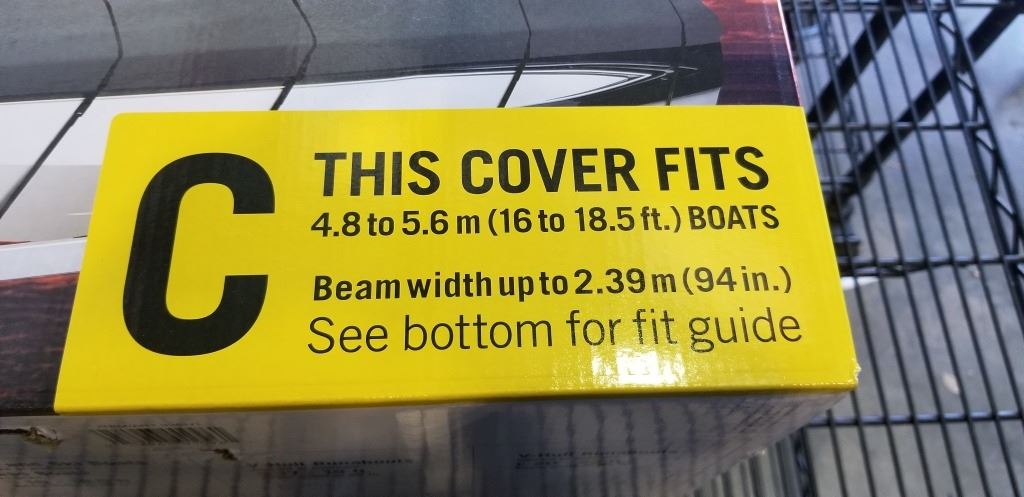 C
THIS COVER FITS
4.8 to 5.6 m (16 to 18.5 ft.) BOATS
Beam width up to 2.39 m (94 in.)
See bottom for fit guide